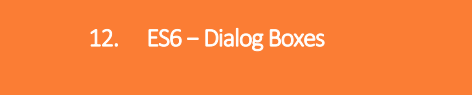 12. ES6 – Dialog Boxes